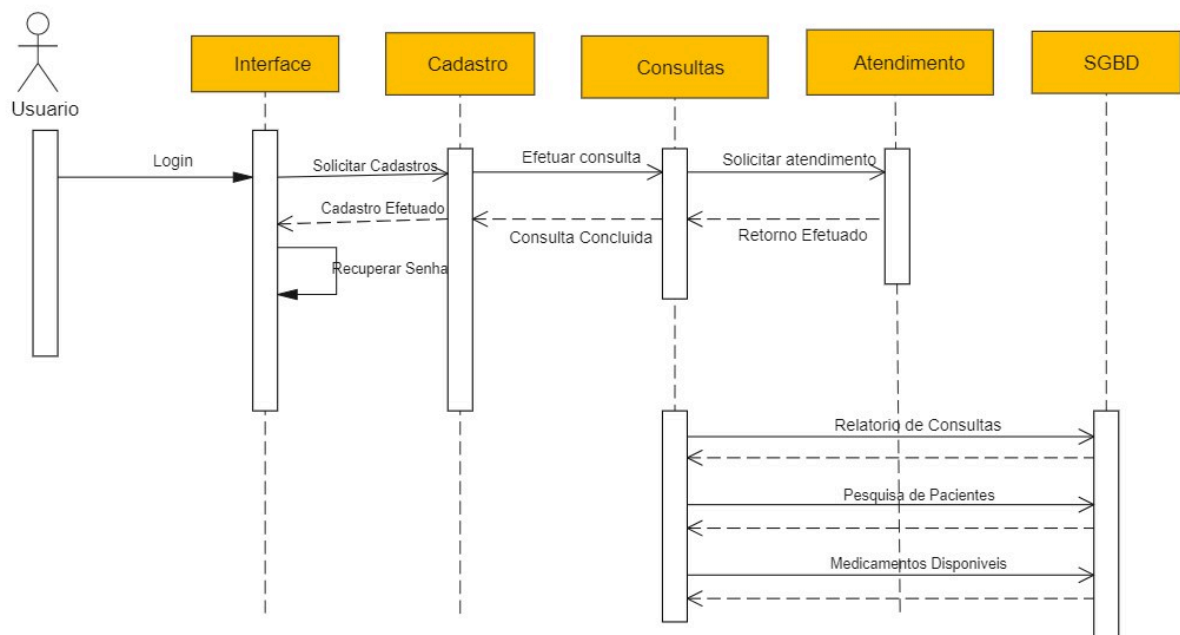 Usuario
Interface
Cadastro
Consultas
Atendimento
SGBD
Login
Solicitar Cadastros
Efetuar consulta
Solicitar atendimento
Cadastro Efetuado
Consulta Concluida
Retorno Efetuado
Recuperar Senha
Relatorio de Consultas
Pesquisa de Pacientes
Medicamentos Disponiveis